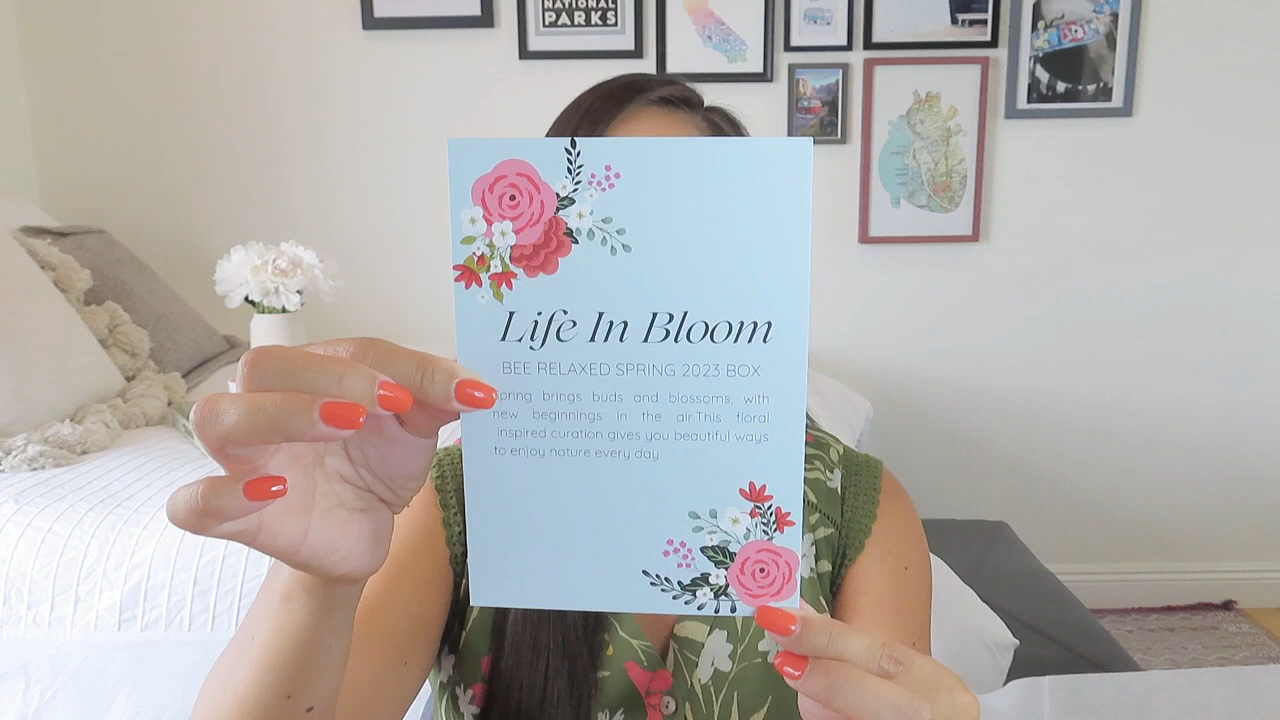 NATIONAL
PARKS
Life In Bloom
BEE RELAXED SPRING 2023 BOX
Spring brings buds and blossoms, with
new beginnings in the air.This floral
inspired curation gives you beautiful ways
to enjoy nature every day.